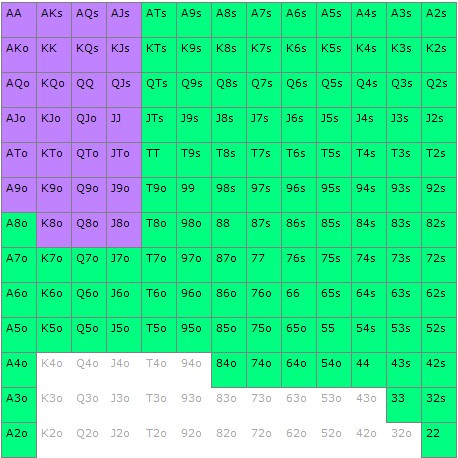 AA AKs AQs AJs ATs A9s A8s A7s A6s A5s A4s A3s A2s
AKo KK KQs KJs KTs K9s K8s K7s K6s K5s K4s K3s K2s
AQo KQo QQ QJs QTs Q9s Q8s Q7s Q6s Q5s Q4s Q3s Q2s
AJo KJo QJo JJ JTs J9s J8s J7s J6s J5s J4s J3s J2s
ATo KTo QTo JTo TT T9s T8s T7s T6s T5s T4s T3s T2s
A9o K9o Q9o J9o T9o 99 98s 97s 96s 95s 94s 93s 92s
A8o K8o Q8o J8o T8o 98o 88 87s 86s 85s 84s 83s 82s
A7o K7o Q7o J7o T7o 97o 87o 77 76s 75s 74s 73s 72s
A6o K6o Q6o J6o T6o 96o 86o 76o 66 65s 64s 63s 62s
A5o K5o Q5o J5o T5o 95o 85o 75o 65o 55 54s 53s 52s
A4o K4o Q4o J4o T4o 94o 84o 74o 64o 54o 44 43s 42s
A3o K3o Q3o J3o T3o 93o 83o 73o 63o 53o 43o 33 32s
A2o K2o Q2o J2o T2o 92o 82o 72o 62o 52o 42o 32o 22